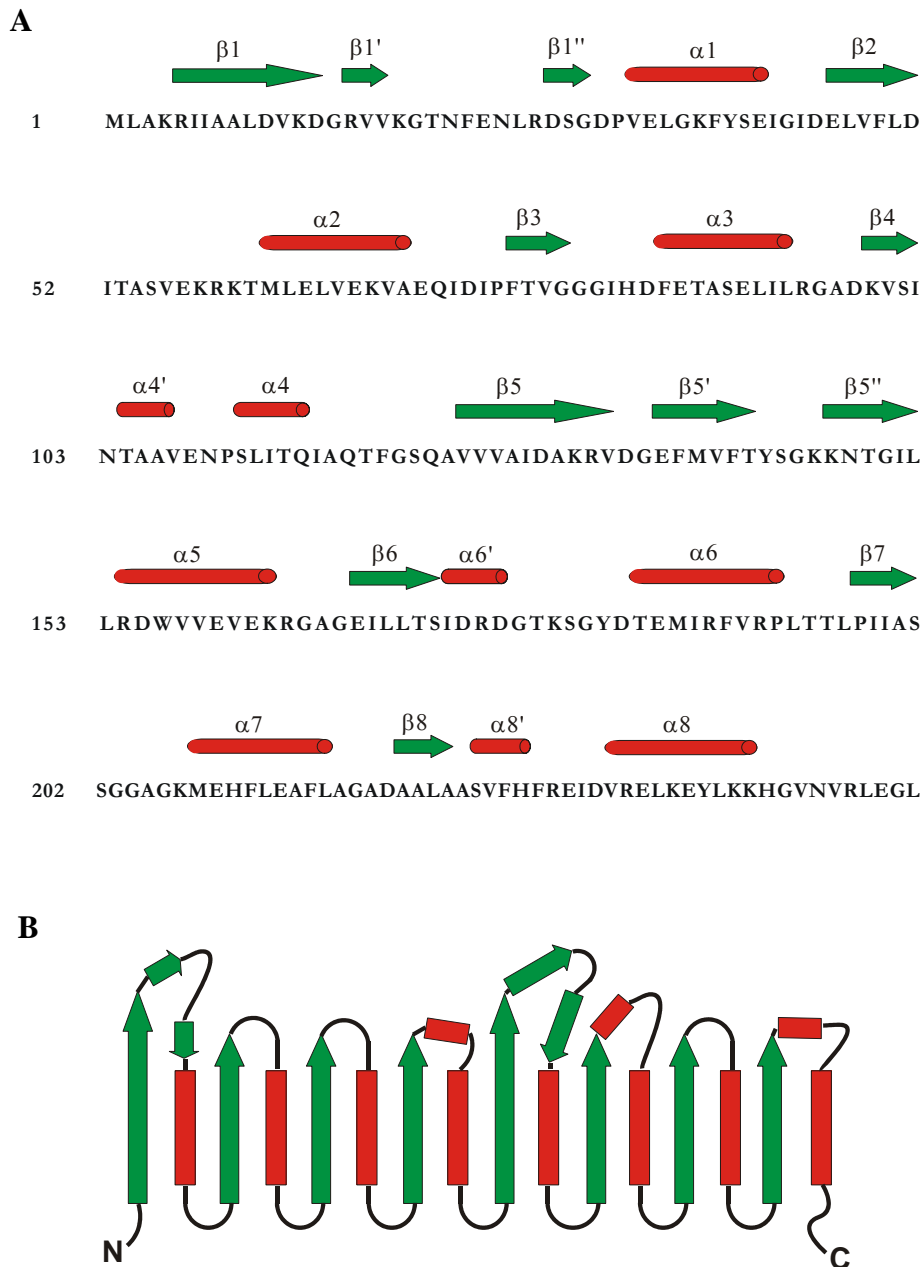 A
β1 β1' β1'' α1 β2
1 MLAKRIIAALDVKDGRVVKGTNFENLRDSGDPVELGKFYSEIGIDELVFLD
α2 β3 α3 β4
52 ITASVEKRKTMLELVEKVAEQIDIPFTVGGGIHDFETASELILRGADKVSI
α4' α4 β5 β5' β5''
103 NTAAVENPSLITQIAQTFGSQAVVVAIDAKRVDGEFMVFTYSGKKNTGIL
α5 β6 α6' α6 β7
153 LRDWVVEVEKRGAGEILLTSIDRDGTKSGYDTEMIRFVRPLTTLPIIAS
α7 β8 α8' α8
202 SGGAGKMEHFLEAFLAGADAALAASVFHFREIDVRELKEYLKKHGVNVRLEGL
B
N C